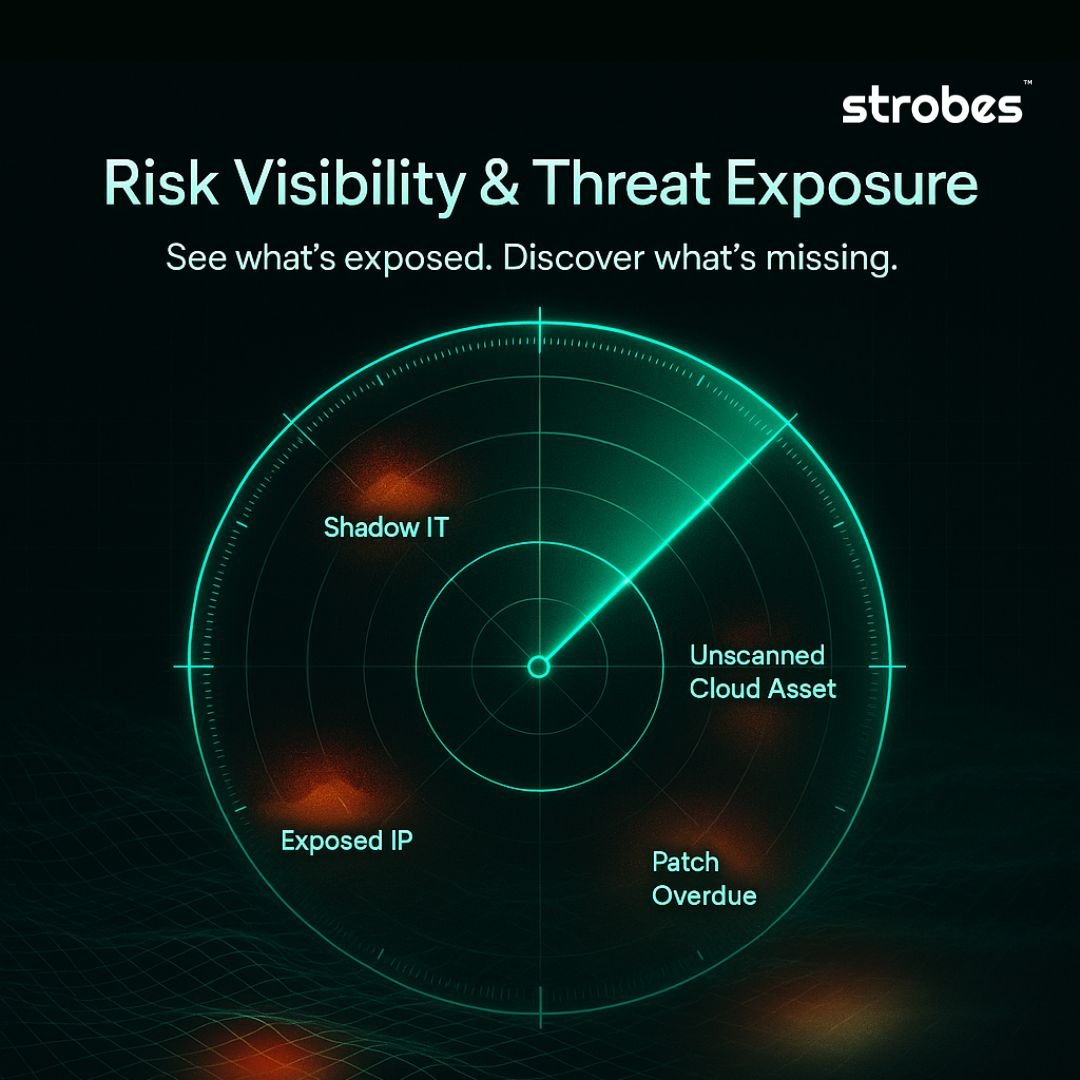 strobes™
Risk Visibility & Threat Exposure
See what's exposed. Discover what's missing.
Shadow IT
Unscanned
Cloud Asset
Exposed IP
Patch
Overdue